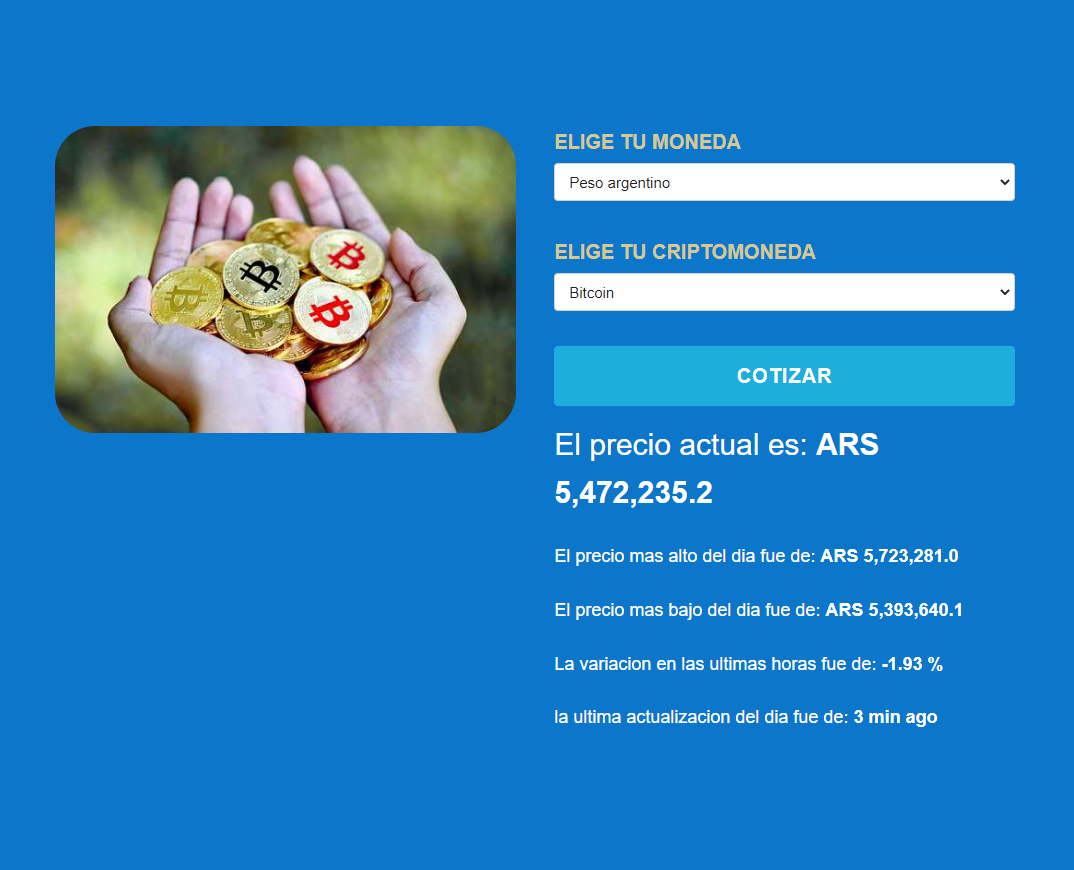 ELIGE TU MONEDA
Peso argentino
ELIGE TU CRIPTOMONEDA
Bitcoin
COTIZAR
El precio actual es: ARS
5,472,235.2
El precio mas alto del dia fue de: ARS 5,723,281.0
El precio mas bajo del dia fue de: ARS 5,393,640.1
La variacion en las ultimas horas fue de: -1.93 %
la ultima actualizacion del dia fue de: 3 min ago